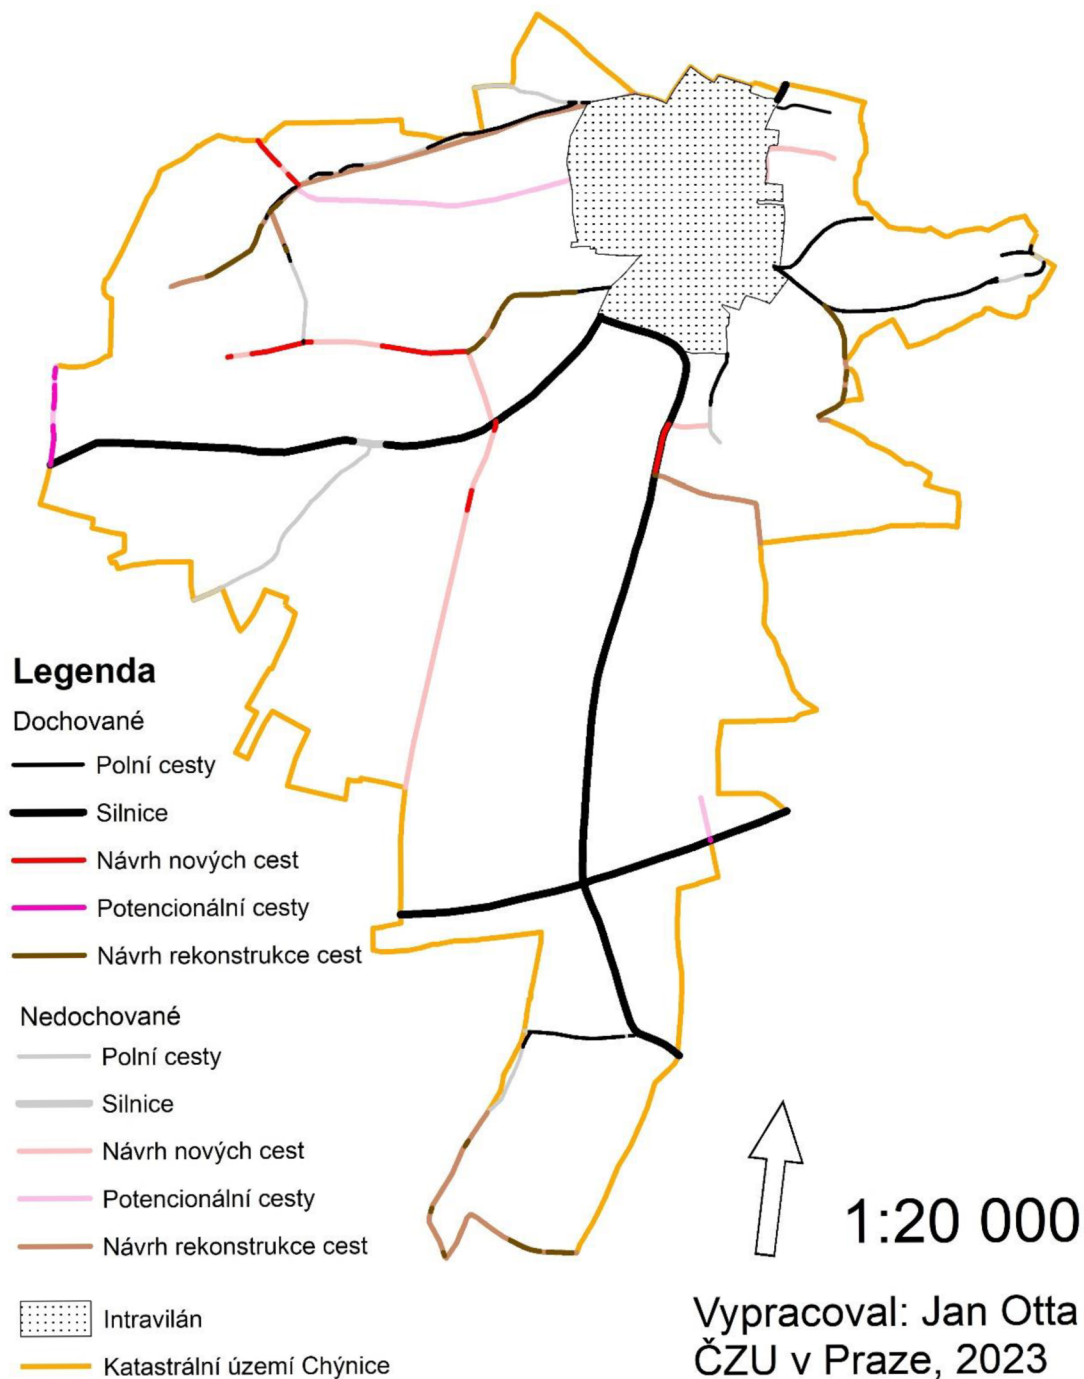 Legenda
Dochované
Polní cesty
Silnice
Návrh nových cest
Potencionální cesty
Návrh rekonstrukce cest
Nedochované
Polní cesty
Silnice
Návrh nových cest
Potencionální cesty
Návrh rekonstrukce cest
Intravilán
Katastrální území Chýnice
1:20 000
Vypracoval: Jan Otta
ČZU v Praze, 2023